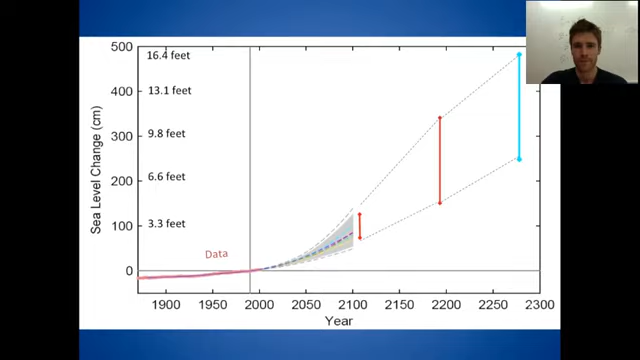 500
16.4 feet
400
13.1 feet
300
9.8 feet
200
6.6 feet
100
3.3 feet
Data
0
Sea Level Change (cm)
1900 1950 2000 2050 2100 2150 2200 2250 2300
Year